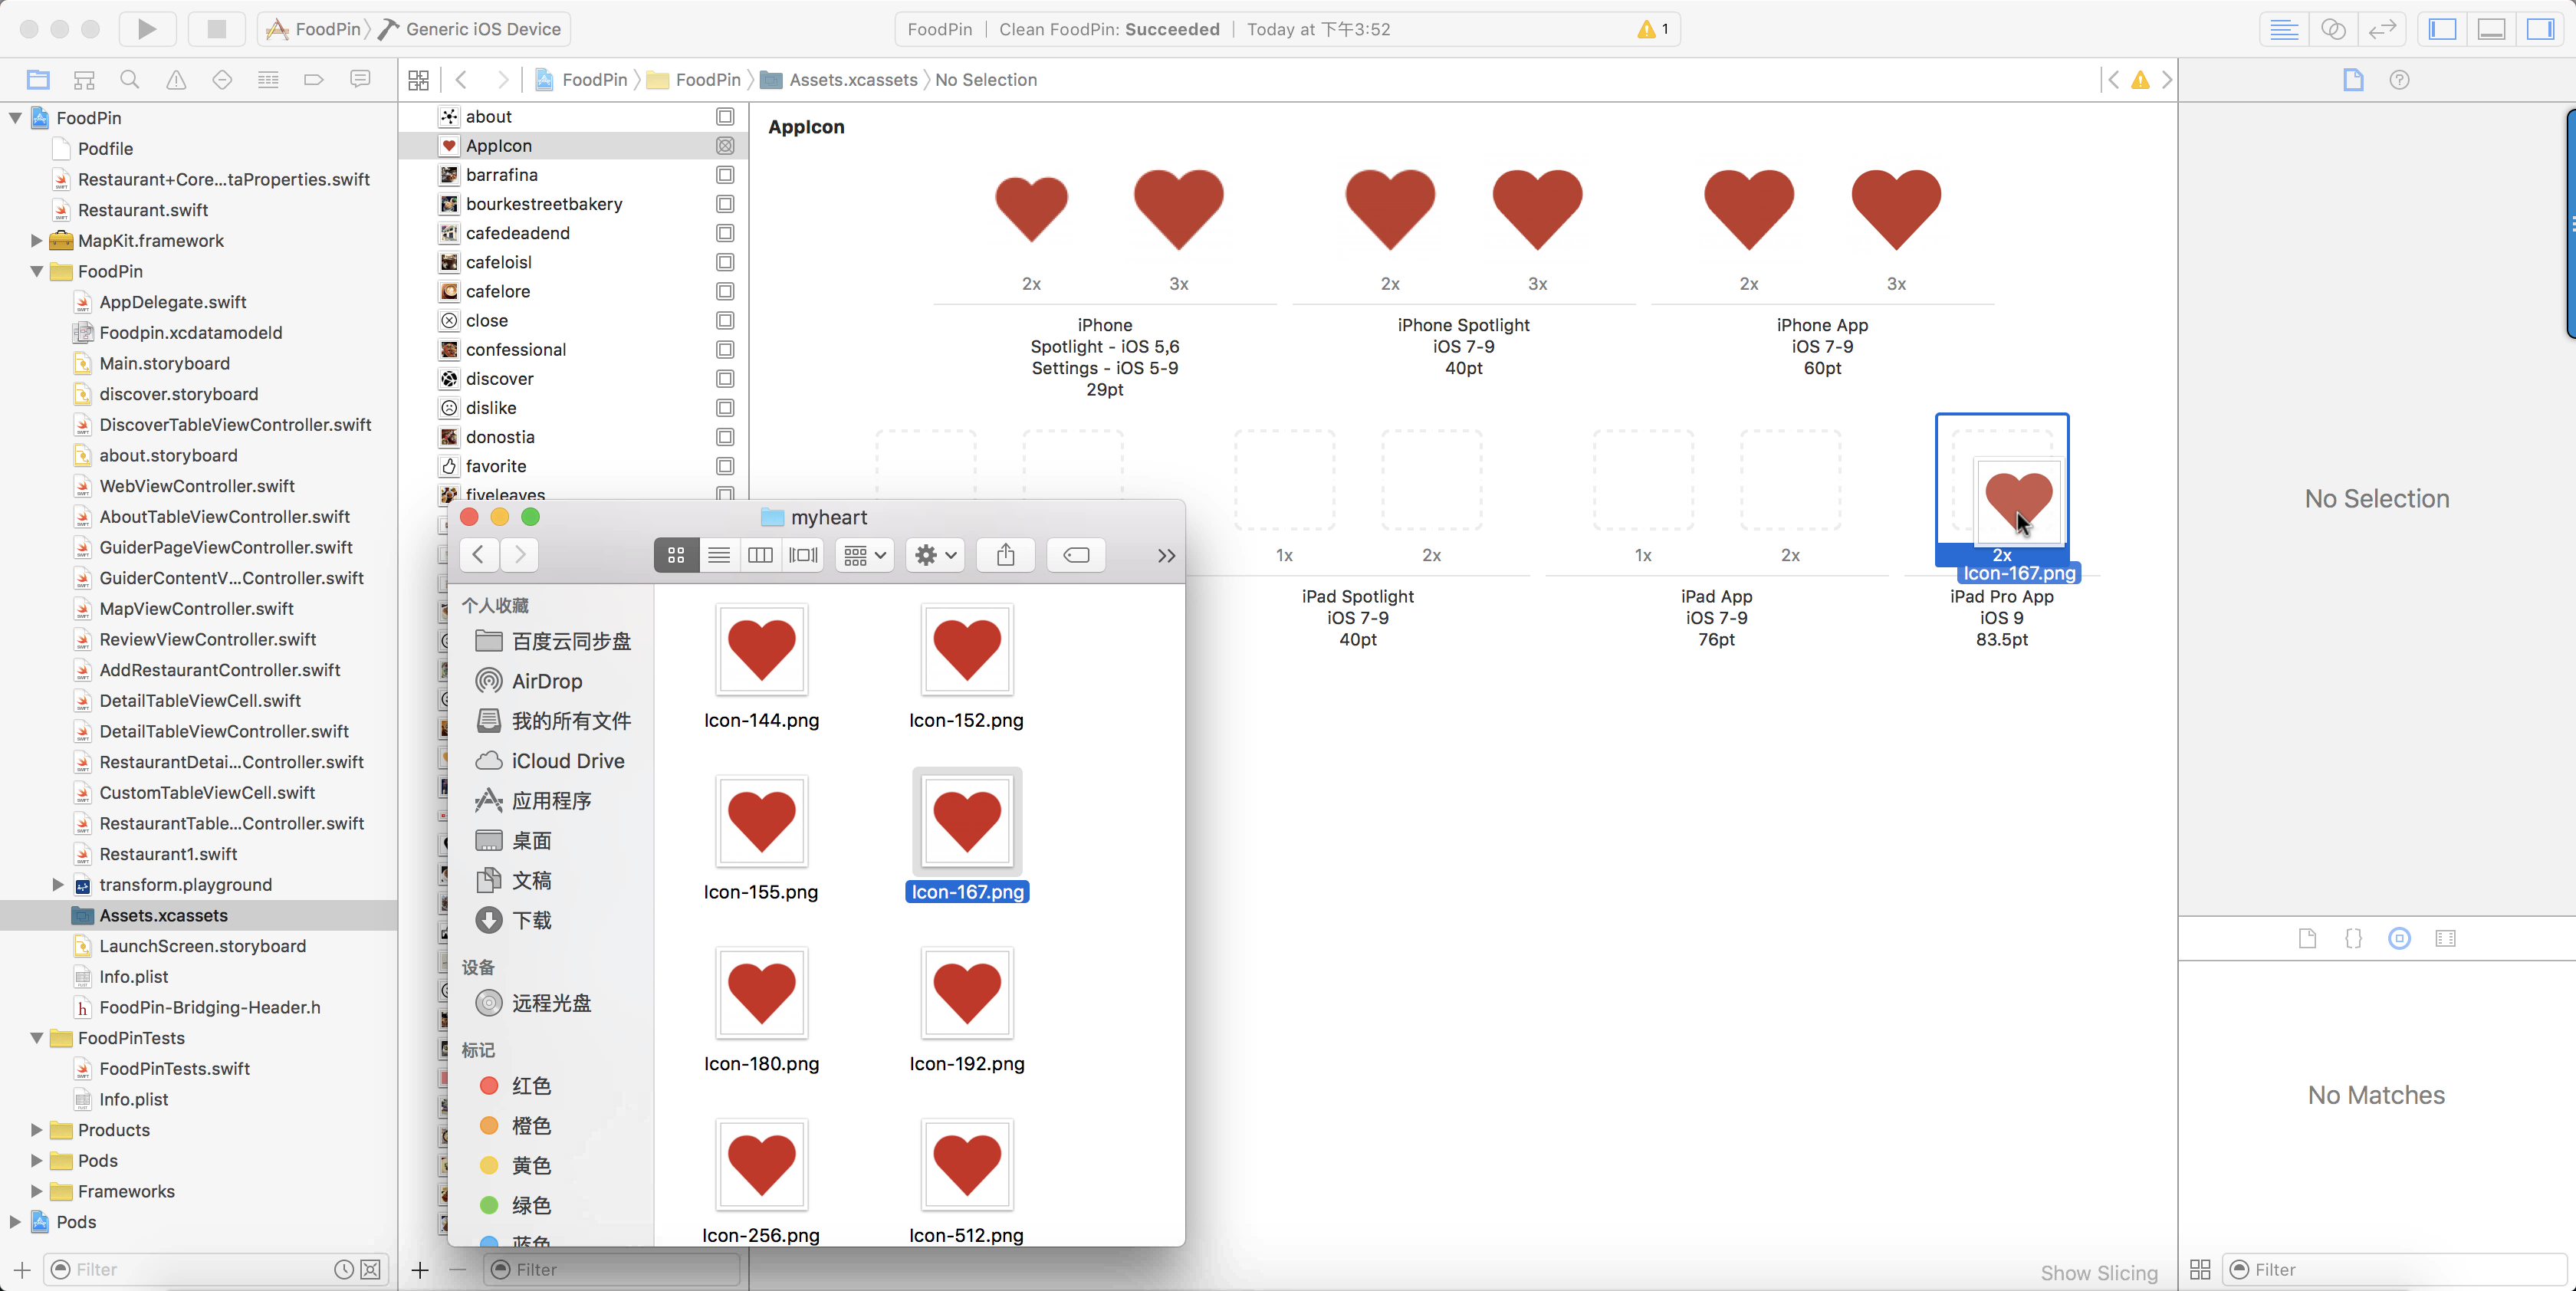 FoodPin
Generic iOS Device
FoodPin
Clean FoodPin: Succeeded
Today at 下午3:52
1
FoodPin
FoodPin
Assets.xcassets
No Selection
FoodPin
Podfile
Restaurant+Core...taProperties.swift
Restaurant.swift
MapKit.framework
FoodPin
AppDelegate.swift
Foodpin.xcdatamodeld
Main.storyboard
discover.storyboard
DiscoverTableViewController.swift
about.storyboard
WebViewController.swift
AboutTableViewController.swift
GuiderPageViewController.swift
GuiderContentV...Controller.swift
MapViewController.swift
ReviewViewController.swift
AddRestaurantController.swift
DetailTableViewCell.swift
DetailTableViewController.swift
RestaurantDetai...Controller.swift
CustomTableViewCell.swift
RestaurantTable...Controller.swift
Restaurant1.swift
transform.playground
Assets.xcassets
LaunchScreen.storyboard
Info.plist
FoodPin-Bridging-Header.h
FoodPinTests
FoodPinTests.swift
Info.plist
Products
Pods
Frameworks
Pods
Filter
about
AppIcon
barrafina
bourkestreetbakery
cafedeadend
cafeloisl
cafelore
close
confessional
discover
dislike
donostia
favorite
fiveleaves
Filter
AppIcon
2x
3x
2x
3x
2x
3x
iPhone
Spotlight - iOS 5,6
Settings - iOS 5-9
29pt
iPhone Spotlight
iOS 7-9
40pt
iPhone App
iOS 7-9
60pt
1x
2x
1x
2x
2x
Icon-167.png
iPad Spotlight
iOS 7-9
40pt
iPad App
iOS 7-9
76pt
iPad Pro App
iOS 9
83.5pt
myheart
个人收藏
百度云同步盘
AirDrop
我的所有文件
iCloud Drive
应用程序
桌面
文稿
下载
设备
远程光盘
标记
红色
橙色
黄色
绿色
蓝色
Icon-144.png
Icon-152.png
Icon-155.png
Icon-167.png
Icon-180.png
Icon-192.png
Icon-256.png
Icon-512.png
Show Slicing
No Selection
No Matches
Filter